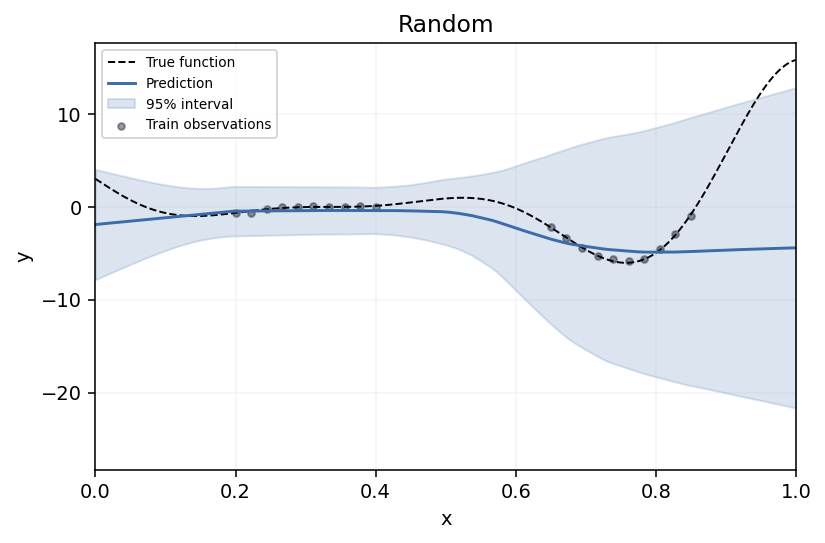 Random
True function
Prediction
95% interval
Train observations
10
0
−10
−20
y
0.0 0.2 0.4 0.6 0.8 1.0
x